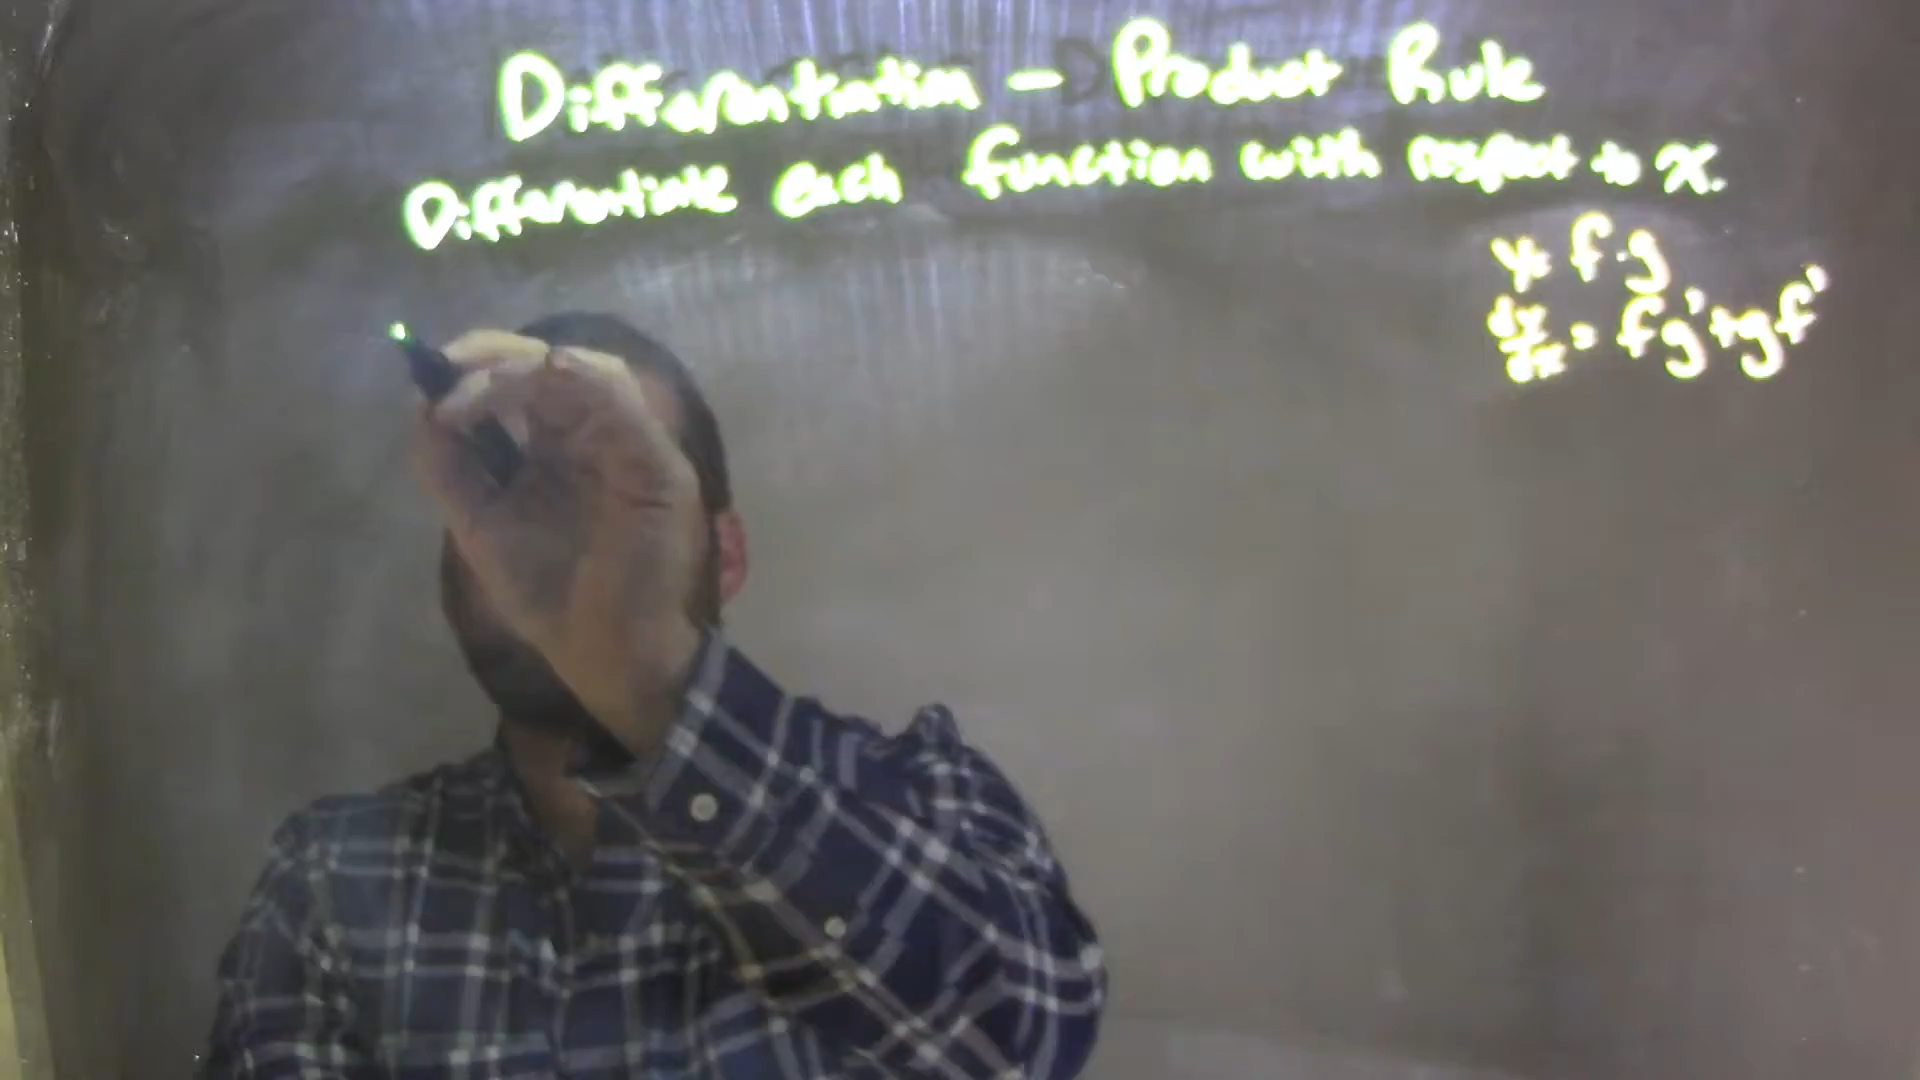 Differentiation - Product Rule
Differentiate each function with respect to x.
y = f·g
dy/dx = fg' + gf'